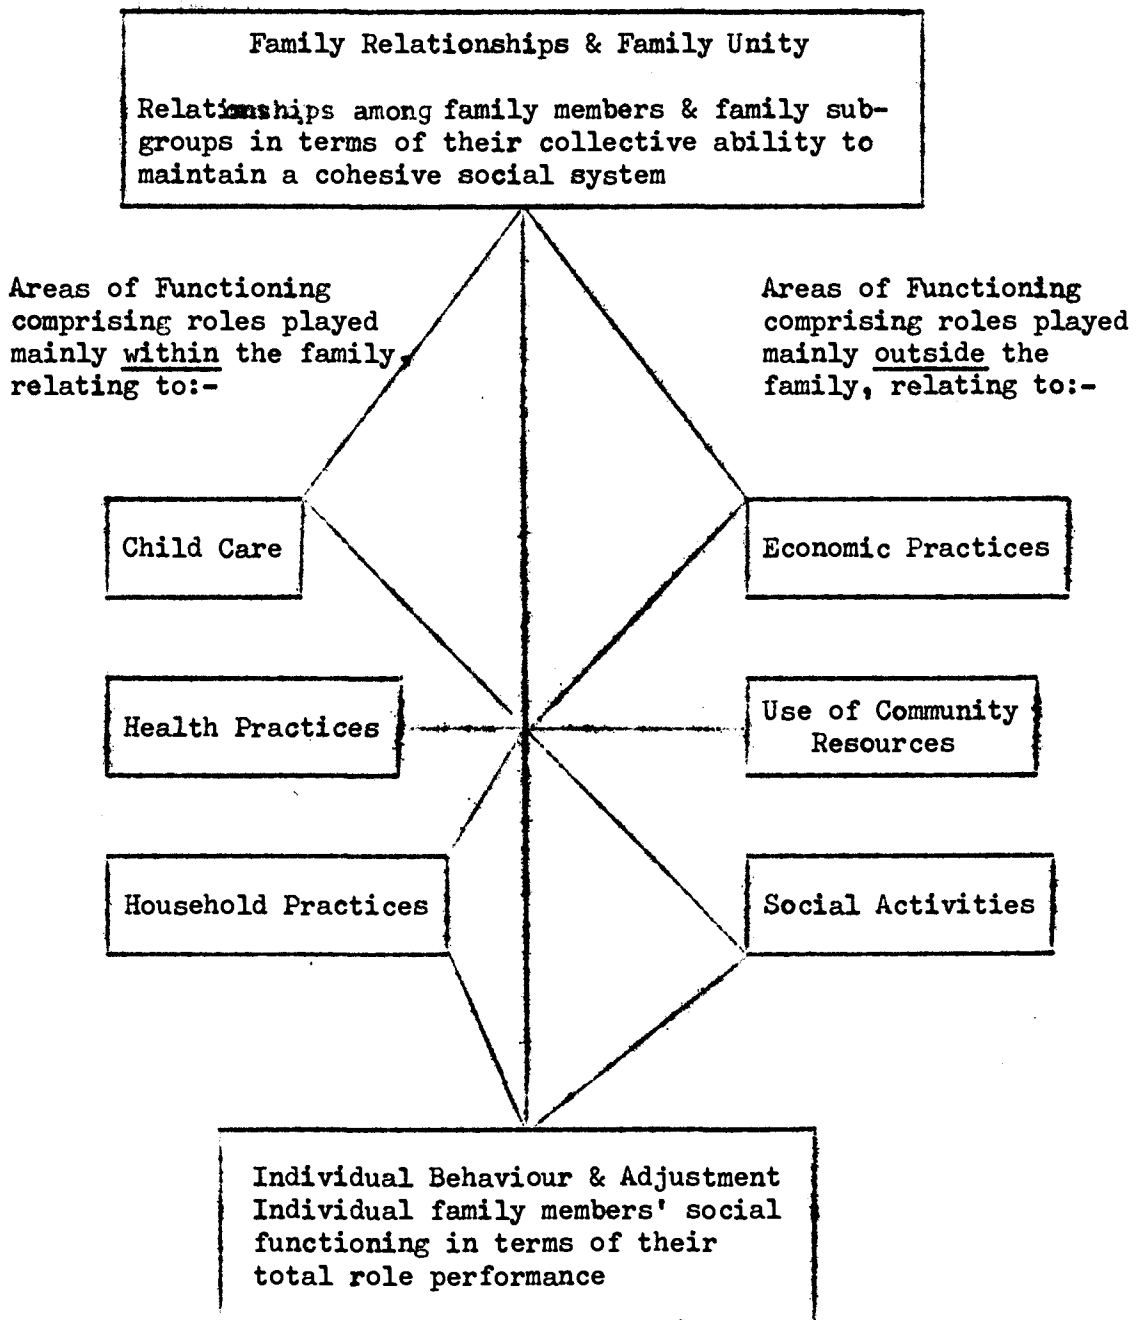 Family Relationships & Family Unity
Relationships among family members & family sub-
groups in terms of their collective ability to
maintain a cohesive social system
Areas of Functioning
comprising roles played
mainly within the family,
relating to:-
Areas of Functioning
comprising roles played
mainly outside the
family, relating to:-
Child Care
Economic Practices
Health Practices
Use of Community
Resources
Household Practices
Social Activities
Individual Behaviour & Adjustment
Individual family members' social
functioning in terms of their
total role performance